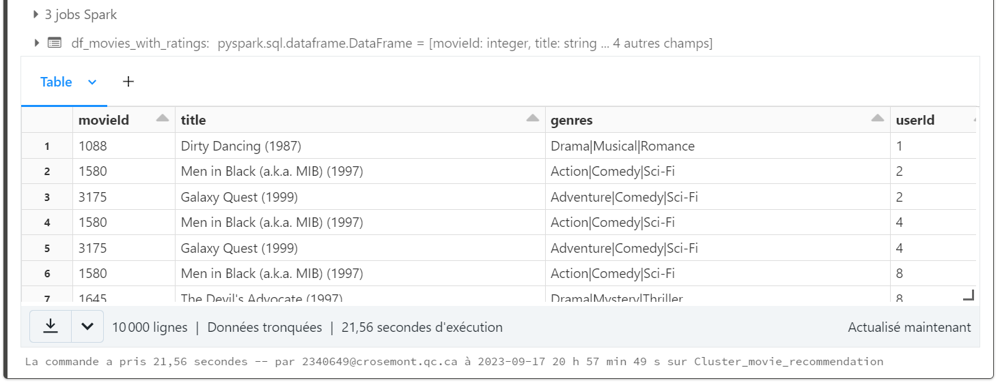 3 jobs Spark
df_movies_with_ratings: pyspark.sql.dataframe.DataFrame = [movieId: integer, title: string ... 4 autres champs]
Table +
movieId title genres userId
1 1088 Dirty Dancing (1987) Drama|Musical|Romance 1
2 1580 Men in Black (a.k.a. MIB) (1997) Action|Comedy|Sci-Fi 2
3 3175 Galaxy Quest (1999) Adventure|Comedy|Sci-Fi 2
4 1580 Men in Black (a.k.a. MIB) (1997) Action|Comedy|Sci-Fi 4
5 3175 Galaxy Quest (1999) Adventure|Comedy|Sci-Fi 4
6 1580 Men in Black (a.k.a. MIB) (1997) Action|Comedy|Sci-Fi 8
7 1645 The Devil's Advocate (1997) Drama|Mystery|Thriller 8
10 000 lignes | Données tronquées | 21,56 secondes d'exécution Actualisé maintenant
La commande a pris 21,56 secondes -- par 2340649@crosemont.qc.ca à 2023-09-17 20 h 57 min 49 s sur Cluster_movie_recommendation